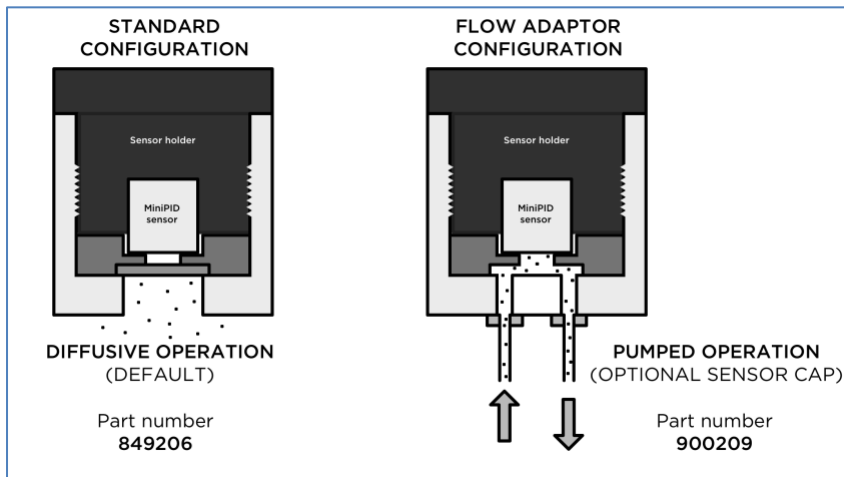 STANDARD
CONFIGURATION
Sensor holder
MiniPID
sensor
DIFFUSIVE OPERATION
(DEFAULT)
Part number
849206
FLOW ADAPTOR
CONFIGURATION
Sensor holder
MiniPID
sensor
PUMPED OPERATION
(OPTIONAL SENSOR CAP)
Part number
900209